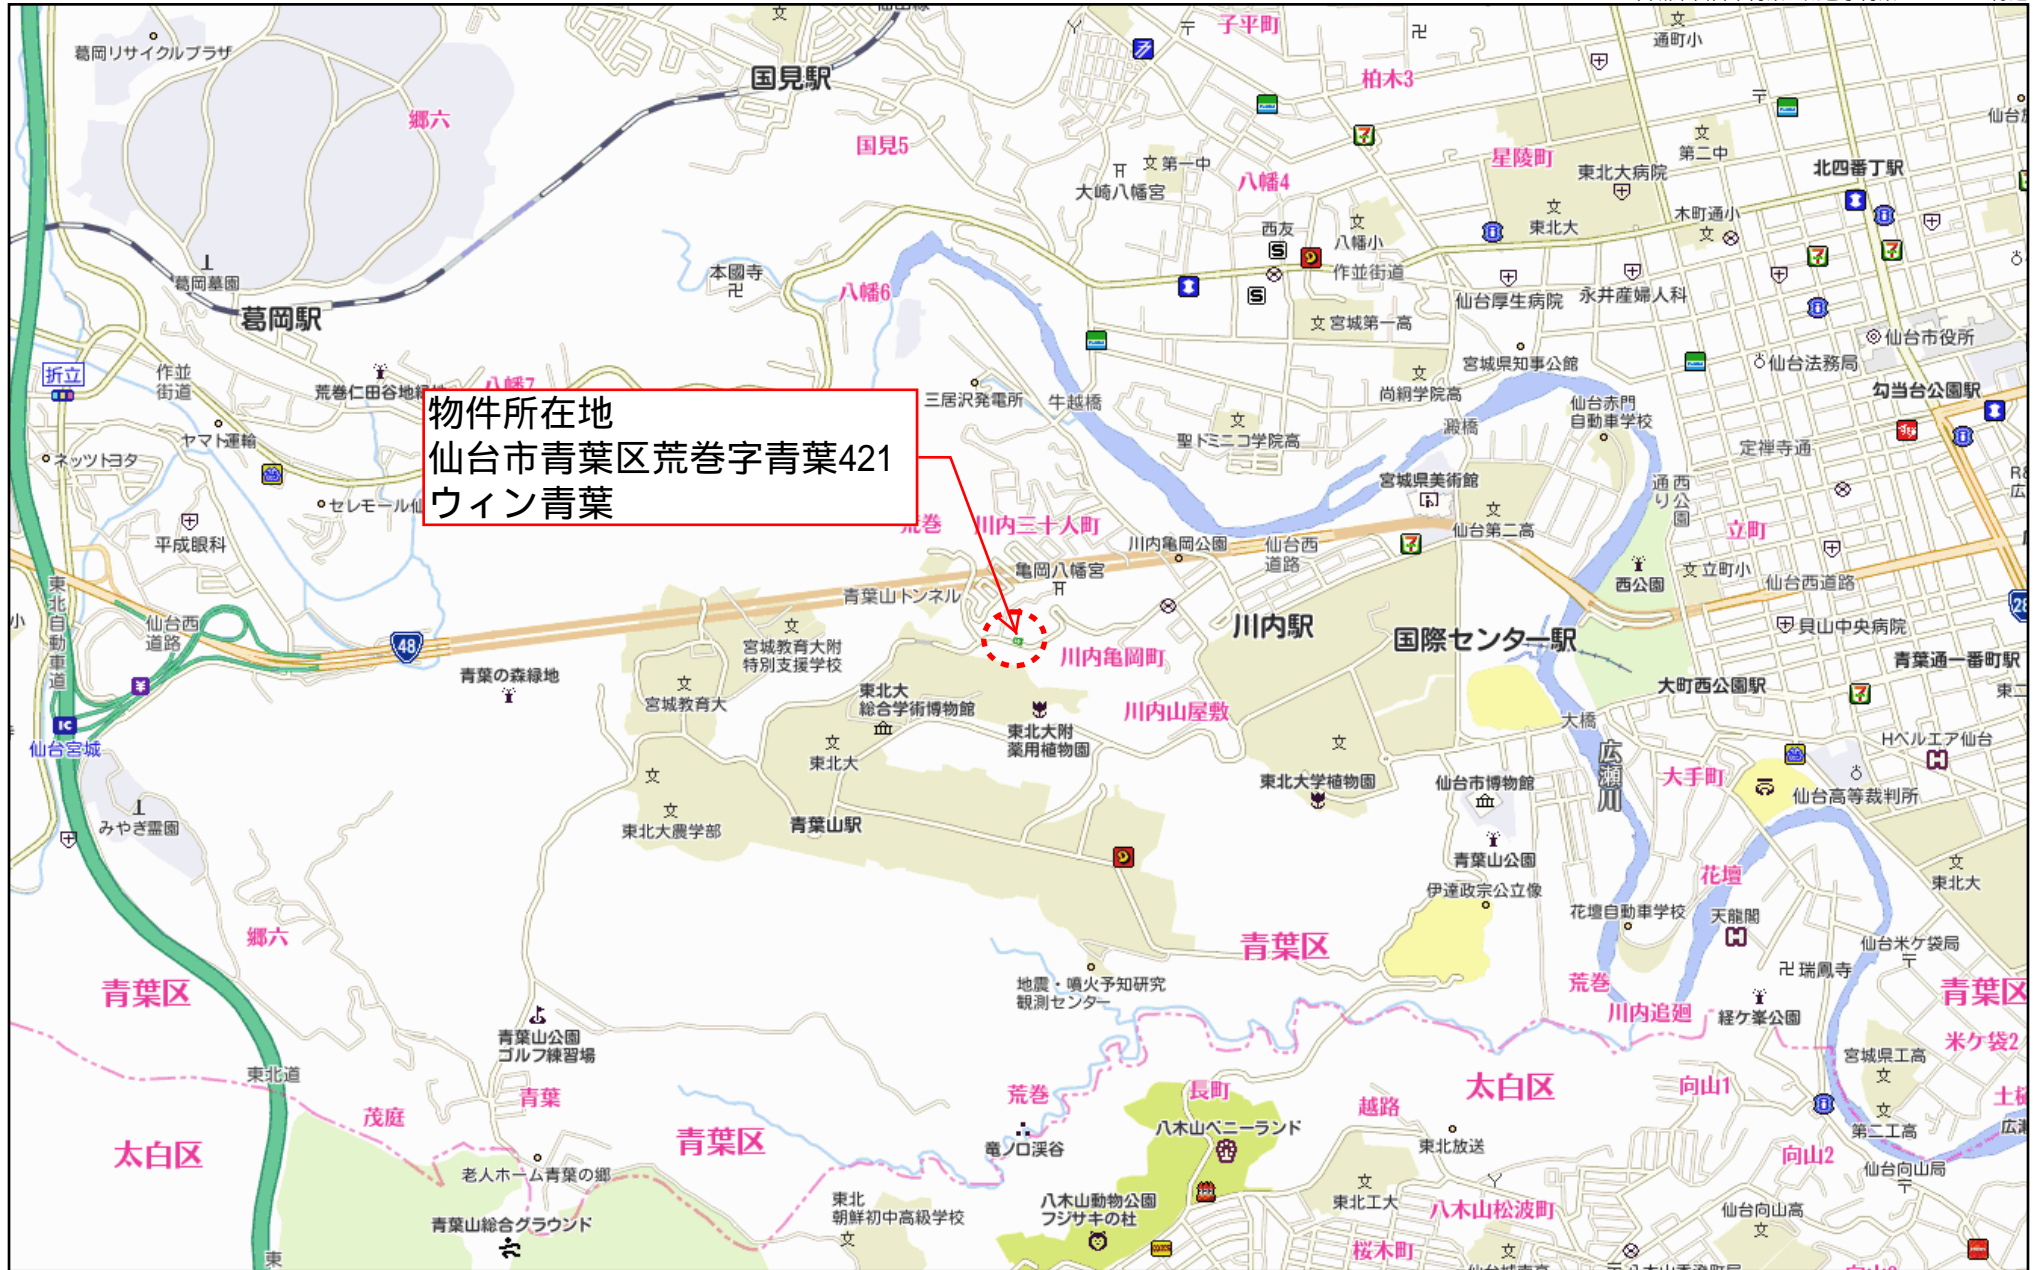 子平町
通町小
葛岡リサイクルプラザ
国見駅
柏木3
郷六
国見5
第一中
大崎八幡宮
八幡4
星陵町
第二中
東北大病院
北四番丁駅
西友
八幡小
東北大
木町通小
作並街道
葛岡墓園
葛岡駅
本國寺
八幡6
仙台厚生病院
永井産婦人科
宮城第一高
仙台市役所
宮城県知事公館
仙台法務局
折立
作並
街道
三居沢発電所
牛越橋
尚絅学院高
勾当台公園駅
仙台赤門
自動車学校
物件所在地
仙台市青葉区荒巻字青葉421
ウィン青葉
ヤマト運輸
ネッツトヨタ
聖ドミニコ学院高
澱橋
定禅寺通
宮城県美術館
西公園
通り
平成眼科
荒巻
川内三十人町
川内亀岡公園
仙台西
道路
仙台第二高
立町
東北自動車道
亀岡八幡宮
青葉山トンネル
西公園
立町小
仙台西道路
仙台西
道路
48
宮城教育大附
特別支援学校
川内駅
国際センター駅
貝山中央病院
青葉の森緑地
川内亀岡町
青葉通一番町駅
宮城教育大
東北大
総合学術博物館
大町西公園駅
川内山屋敷
大橋
IC
仙台宮城
東北大附
薬用植物園
東北大
広瀬川
Hベルエア仙台
東北大学植物園
仙台市博物館
大手町
仙台高等裁判所
みやぎ霊園
東北大農学部
青葉山駅
青葉山公園
花壇
東北大
伊達政宗公立像
花壇自動車学校
天龍閣
郷六
青葉区
仙台米ケ袋局
地震・噴火予知研究
観測センター
瑞鳳寺
青葉区
荒巻
川内追廻
経ケ峯公園
青葉区
青葉山公園
ゴルフ練習場
米ケ袋2
宮城県工高
東北道
青葉
荒巻
長町
越路
太白区
向山1
茂庭
青葉区
八木山ベニーランド
竜ノ口渓谷
東北放送
第二工高
太白区
向山2
仙台向山局
老人ホーム青葉の郷
東北
朝鮮初中高級学校
八木山動物公園
フジサキの杜
東北工大
八木山松波町
仙台向山高
青葉山総合グラウンド
桜木町